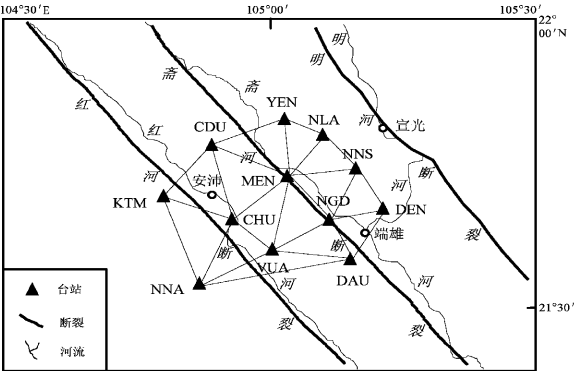 104°30′E
105°00′
105°30′
22°
00′N
明
明
斋
斋
红
红
YEN
NLA
河
宣光
CDU
河
NNS
断
安沛
MEN
河
河
KTM
NGD
DEN
CHU
断
端雄
裂
断
VUA
DAU
NNA
河
河
裂
裂
21°30′
台站
断裂
河流